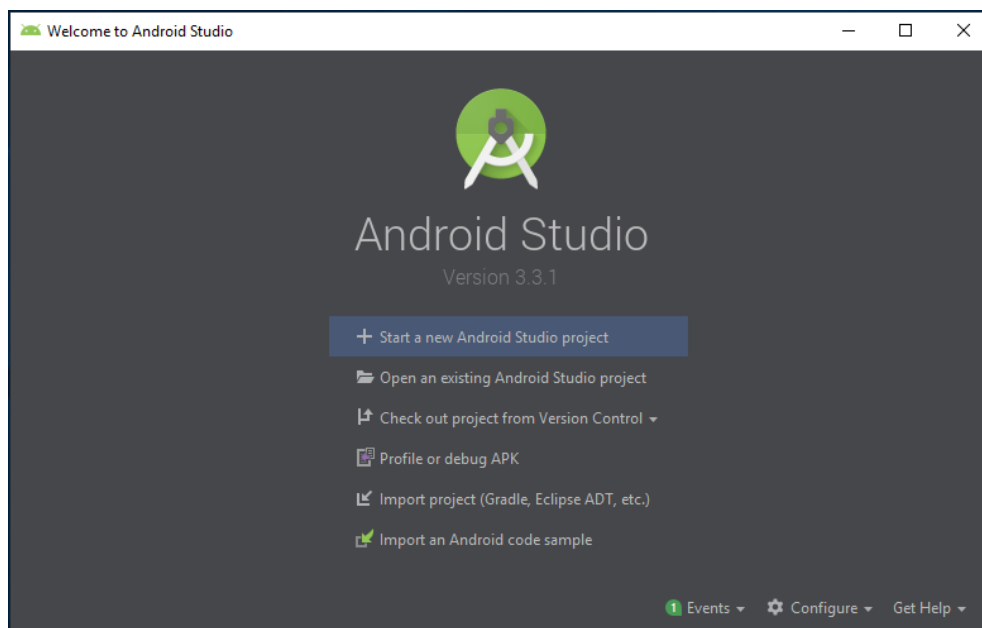 Welcome to Android Studio
Android Studio
Version 3.3.1
Start a new Android Studio project
Open an existing Android Studio project
Check out project from Version Control
Profile or debug APK
Import project (Gradle, Eclipse ADT, etc.)
Import an Android code sample
1 Events Configure Get Help